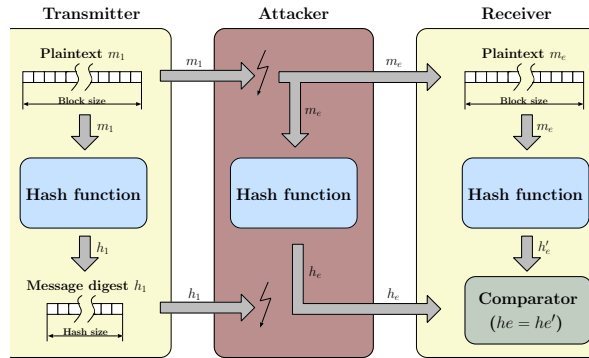 Transmitter
Attacker
Receiver
Plaintext m₁
Block size
m₁
m₁
Hash function
h₁
Message digest h₁
Hash size
h₁
mₑ
mₑ
Hash function
hₑ
hₑ
Plaintext mₑ
Block size
mₑ
Hash function
hₑ′
Comparator
(he = he′)